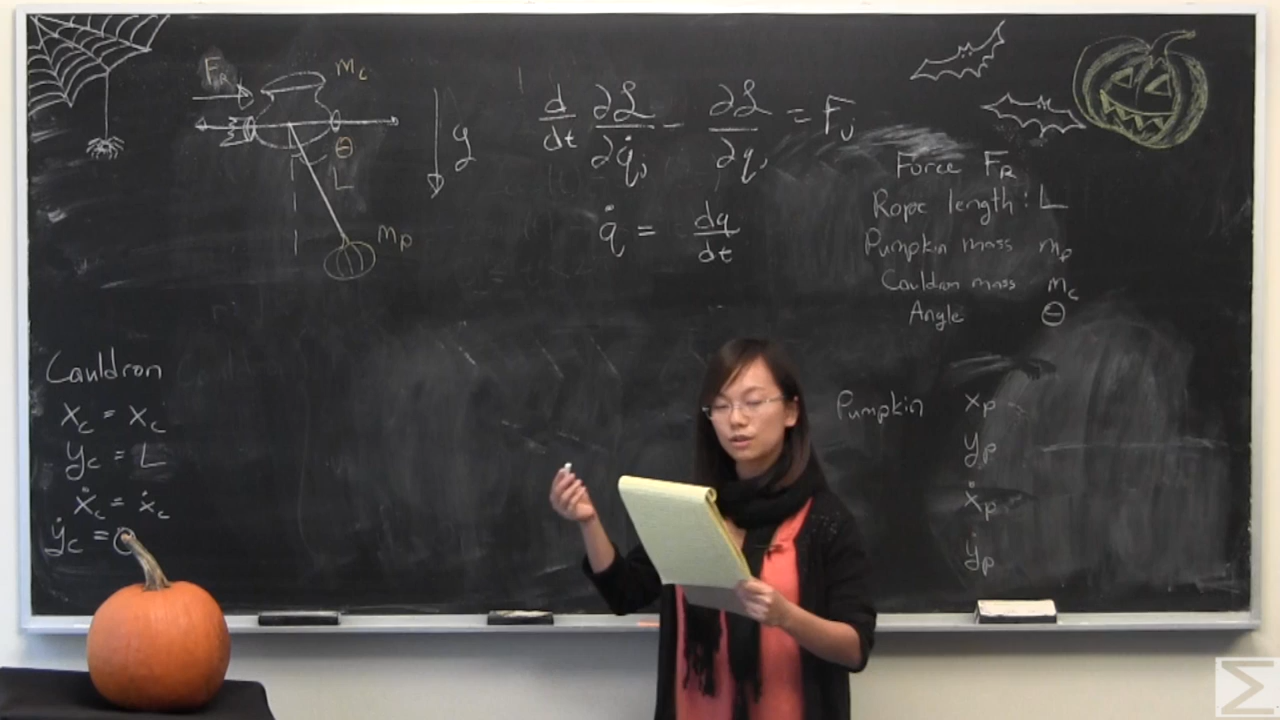 F_R
m_c
g
θ
L
m_p
d/dt ∂ℒ/∂q̇_j − ∂ℒ/∂q_j = F_j
q̇ = dq/dt
Force F_R
Rope length : L
Pumpkin mass m_p
Cauldron mass m_c
Angle θ
Cauldron
x_c = x_c
y_c = L
ẋ_c = ẋ_c
ẏ_c = 0
Pumpkin x_p
y_p
ẋ_p
ẏ_p
Σ